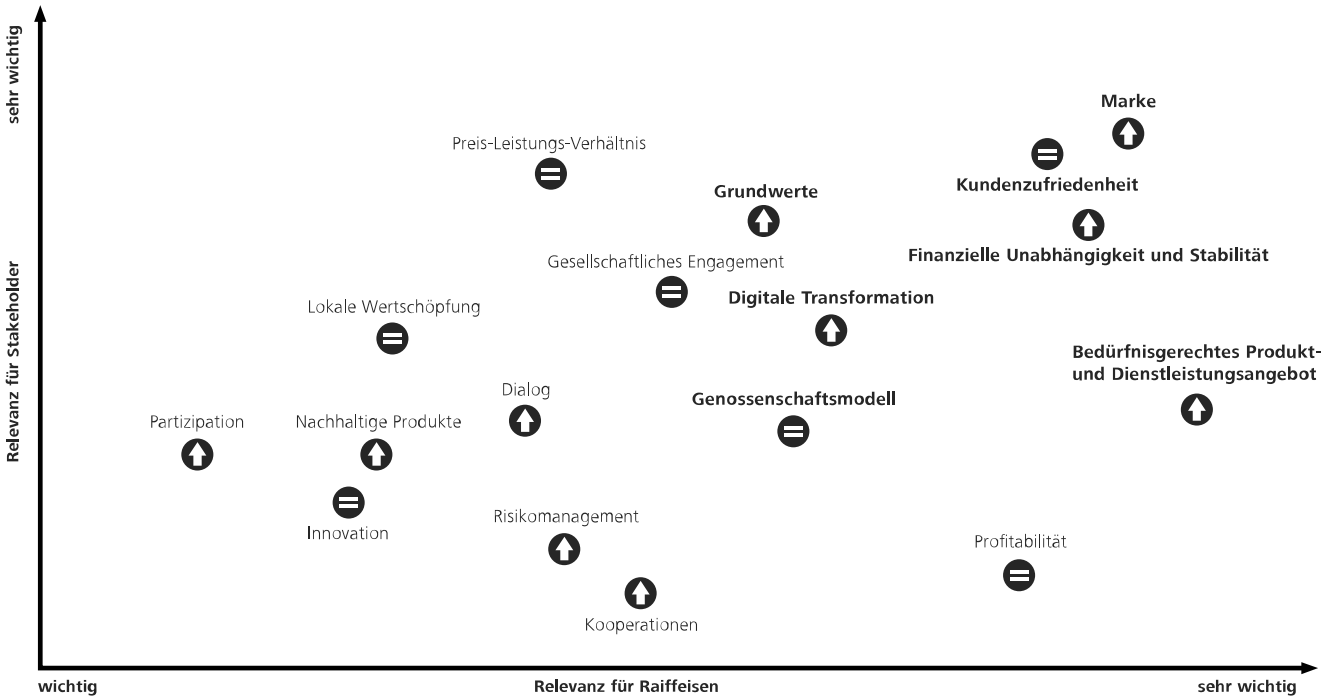 sehr wichtig
Relevanz für Stakeholder
Marke
Preis-Leistungs-Verhältnis
Kundenzufriedenheit
Grundwerte
Finanzielle Unabhängigkeit und Stabilität
Gesellschaftliches Engagement
Digitale Transformation
Lokale Wertschöpfung
Bedürfnisgerechtes Produkt-
und Dienstleistungsangebot
Dialog
Genossenschaftsmodell
Partizipation
Nachhaltige Produkte
Innovation
Risikomanagement
Profitabilität
Kooperationen
wichtig
Relevanz für Raiffeisen
sehr wichtig